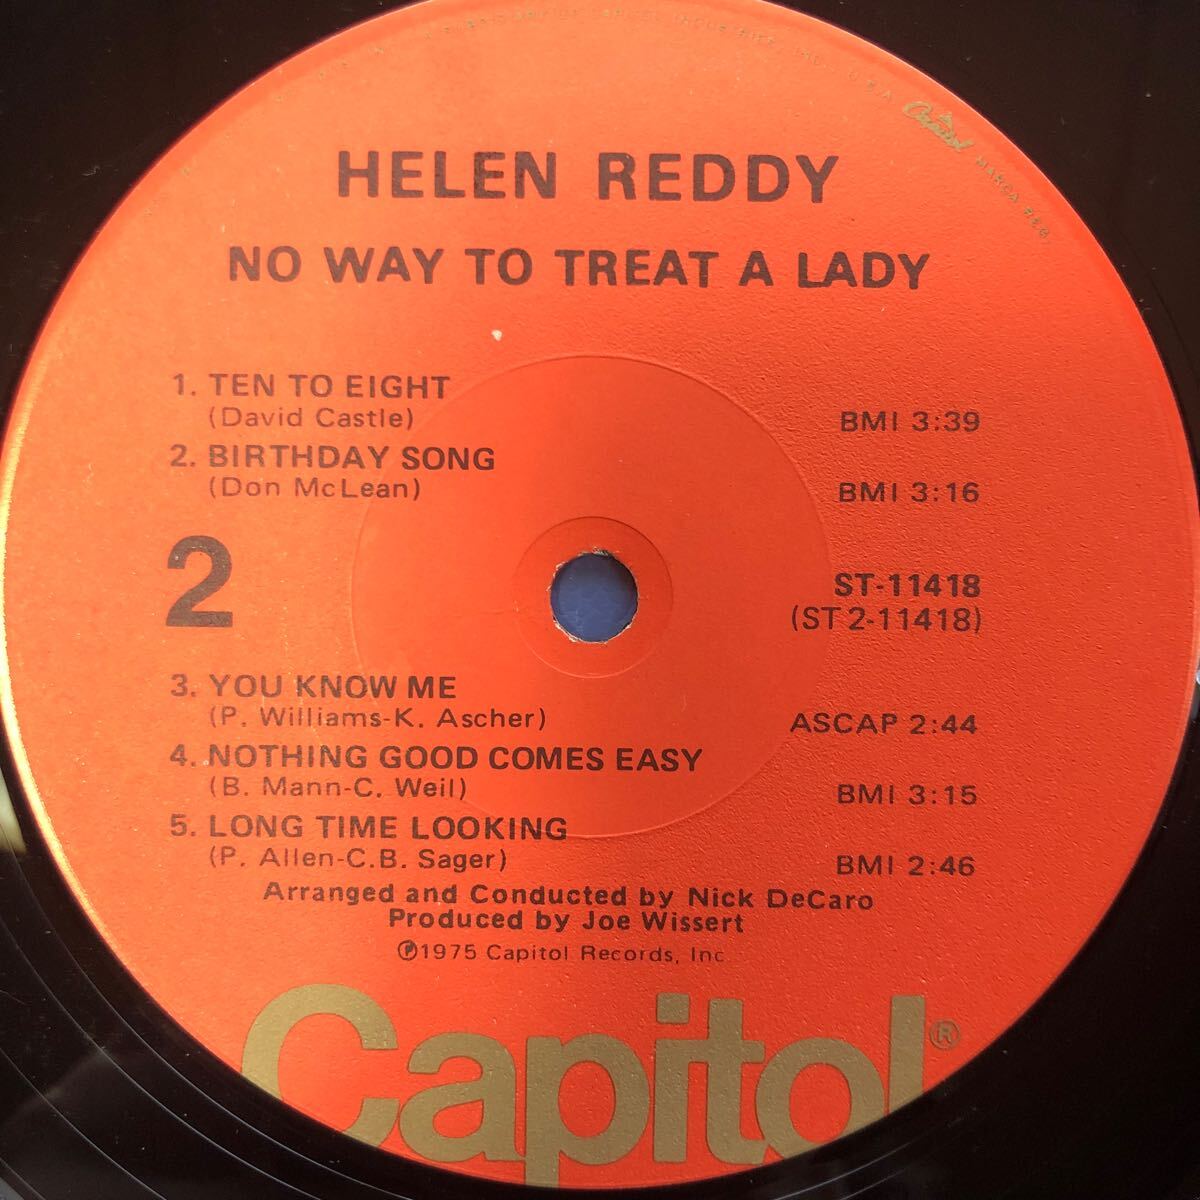 Capitol MARCA REG.
HELEN REDDY
NO WAY TO TREAT A LADY
1. TEN TO EIGHT
(David Castle) BMI 3:39
2. BIRTHDAY SONG
(Don McLean) BMI 3:16
2
ST-11418
(ST 2-11418)
3. YOU KNOW ME
(P. Williams-K. Ascher) ASCAP 2:44
4. NOTHING GOOD COMES EASY
(B. Mann-C. Weil) BMI 3:15
5. LONG TIME LOOKING
(P. Allen-C.B. Sager) BMI 2:46
Arranged and Conducted by Nick DeCaro
Produced by Joe Wissert
℗1975 Capitol Records, Inc.
Capitol®